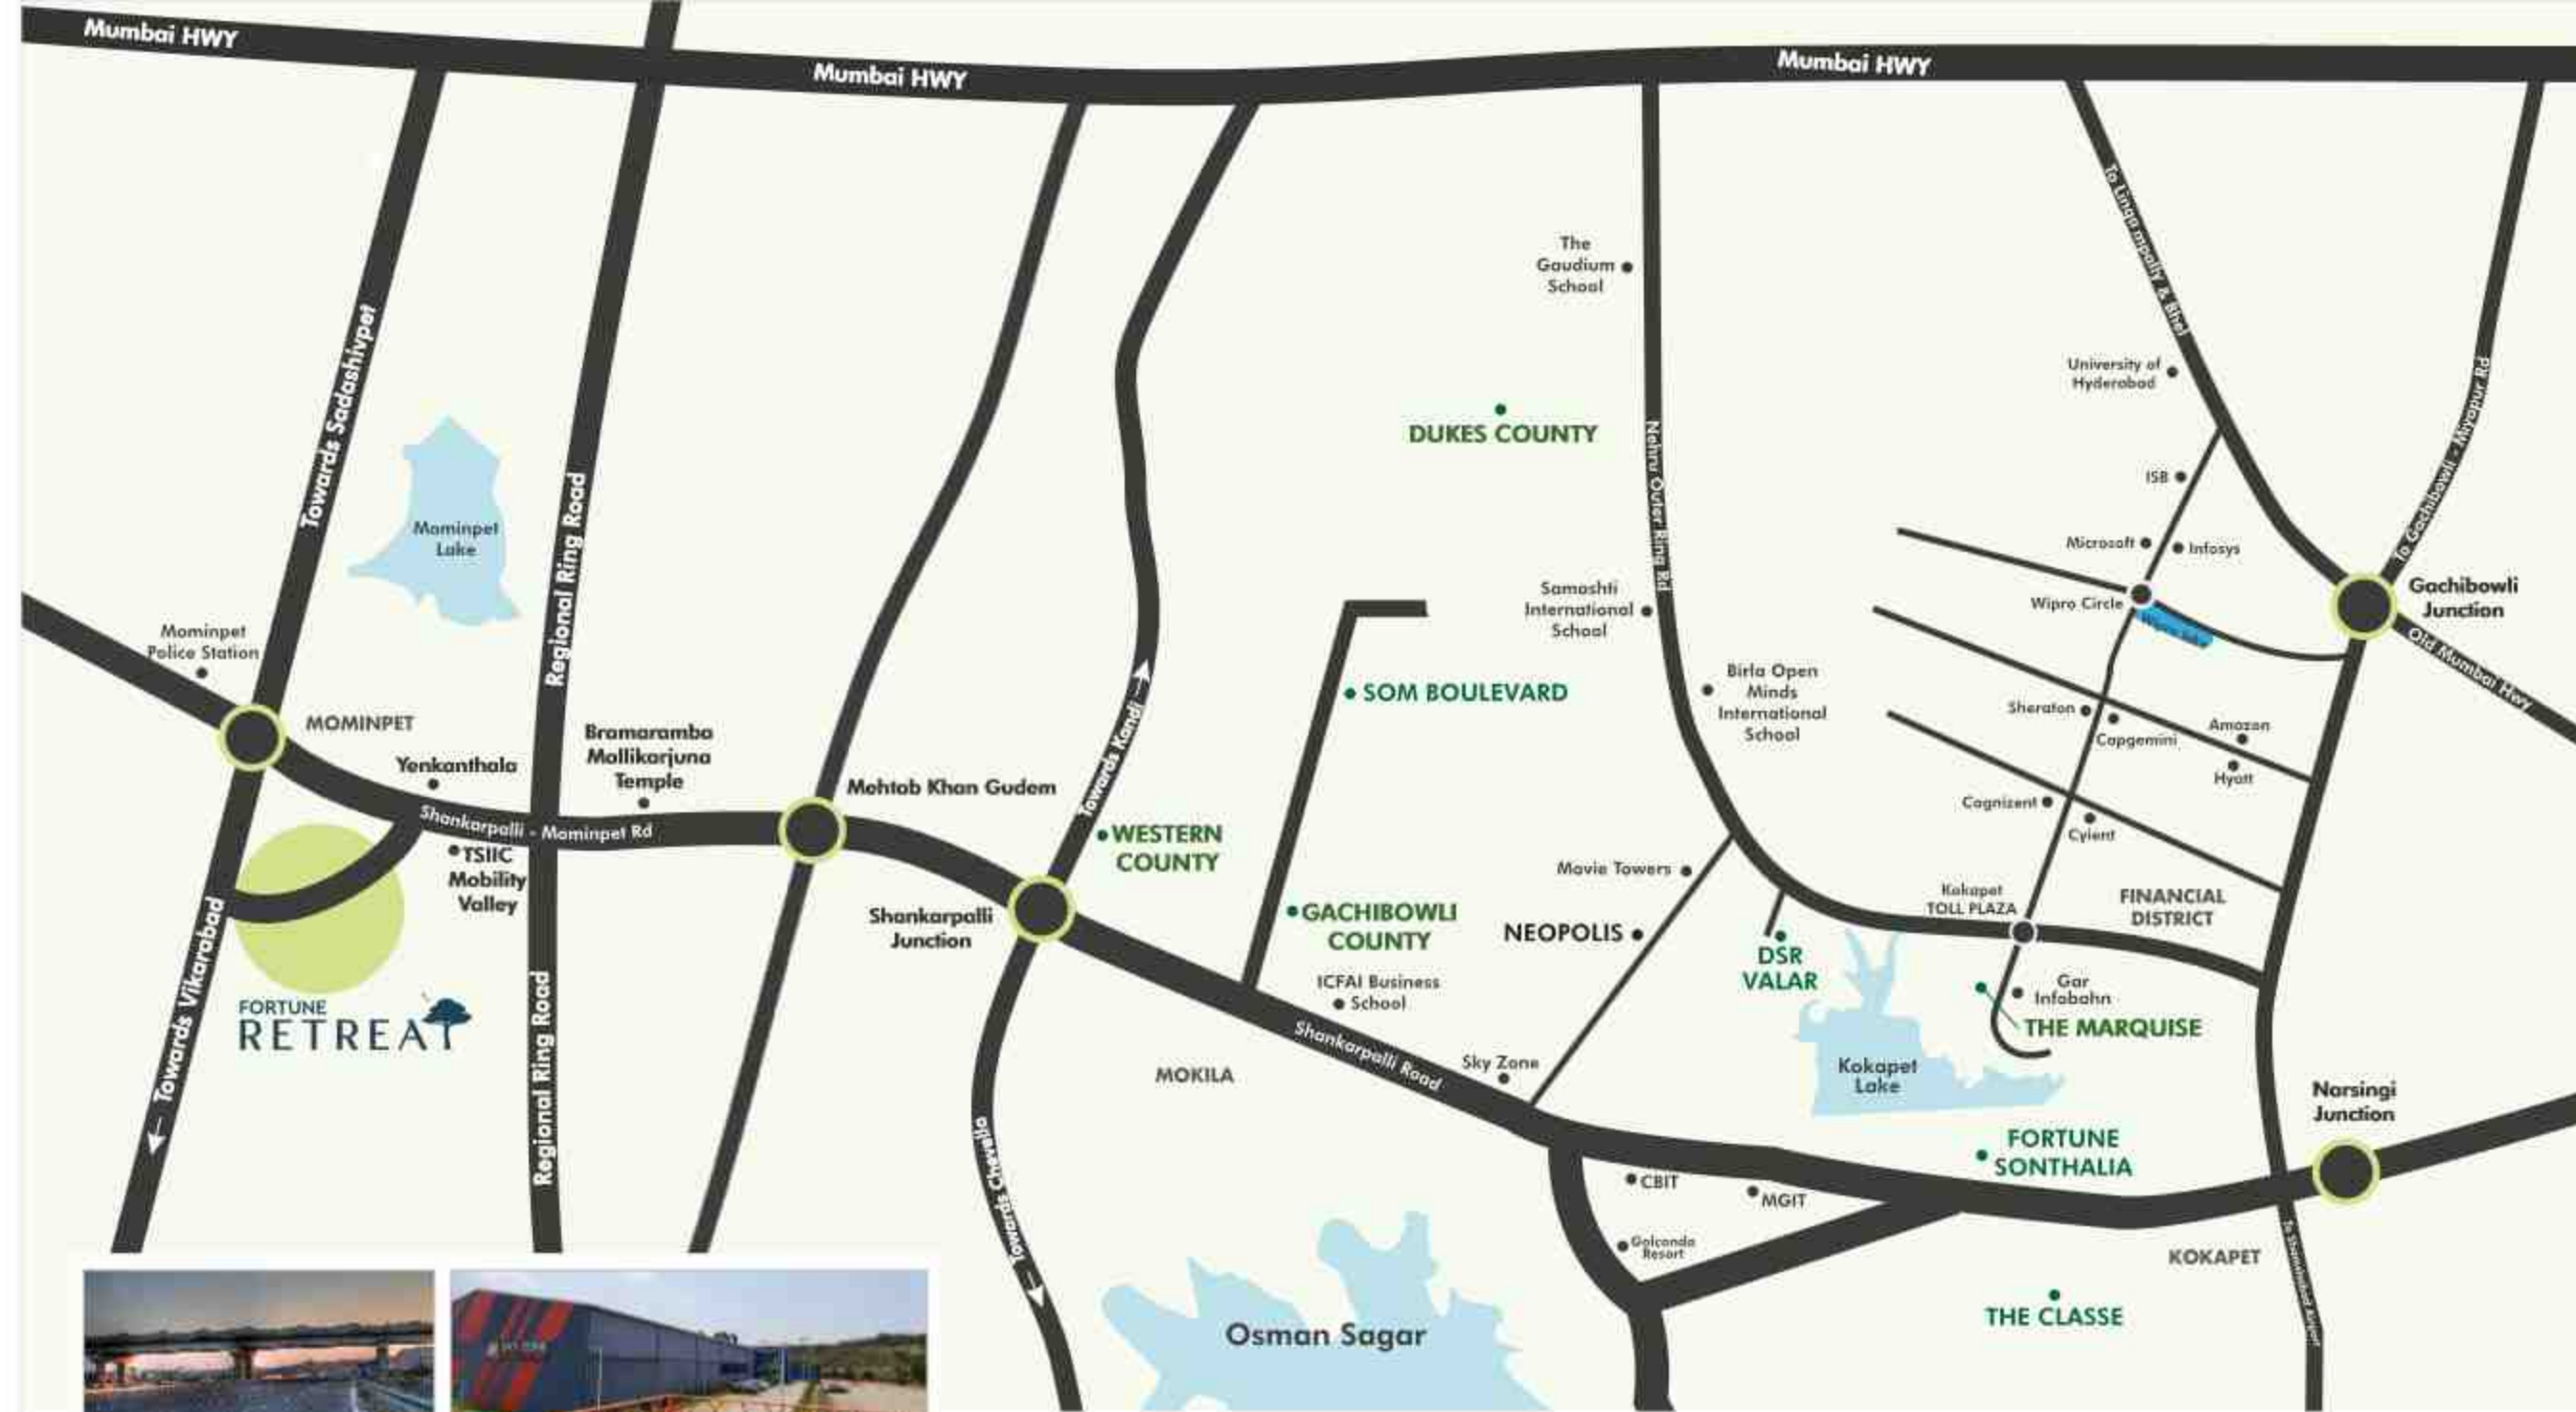 Mumbai HWY
Mumbai HWY
Mumbai HWY
To Lingampally & Bhel
The
Gaudium
School
Towards Sadashivpet
University of
Hyderabad
To Gachibowli - Miyapur Rd
DUKES COUNTY
Nehru Outer Ring Rd
ISB
Regional Ring Road
Mominpet
Lake
Microsoft
Infosys
Samashti
International
School
Wipro Circle
Wipro lake
Gachibowli
Junction
Old Mumbai Hwy
Mominpet
Police Station
SOM BOULEVARD
Birla Open
Minds
International
School
Sheraton
Capgemini
Amazon
Hyatt
MOMINPET
Yenkanthala
Bramaramba
Mallikarjuna
Temple
Mehtab Khan Gudem
Towards Kandi
Cognizent
Cyient
Shankarpalli - Mominpet Rd
WESTERN
COUNTY
TSIIC
Mobility
Valley
Movie Towers
Kokapet
TOLL PLAZA
FINANCIAL
DISTRICT
Shankarpalli
Junction
GACHIBOWLI
COUNTY
NEOPOLIS
DSR
VALAR
Towards Vikarabad
ICFAI Business
School
Gar
Infobahn
THE MARQUISE
FORTUNE
RETREAT
Regional Ring Road
Shankarpalli Road
Sky Zone
MOKILA
Kokapet
Lake
Narsingi
Junction
Towards Chevella
FORTUNE
SONTHALIA
CBIT
MGIT
Golconda
Resort
KOKAPET
To Shamshabad Airport
Osman Sagar
THE CLASSE